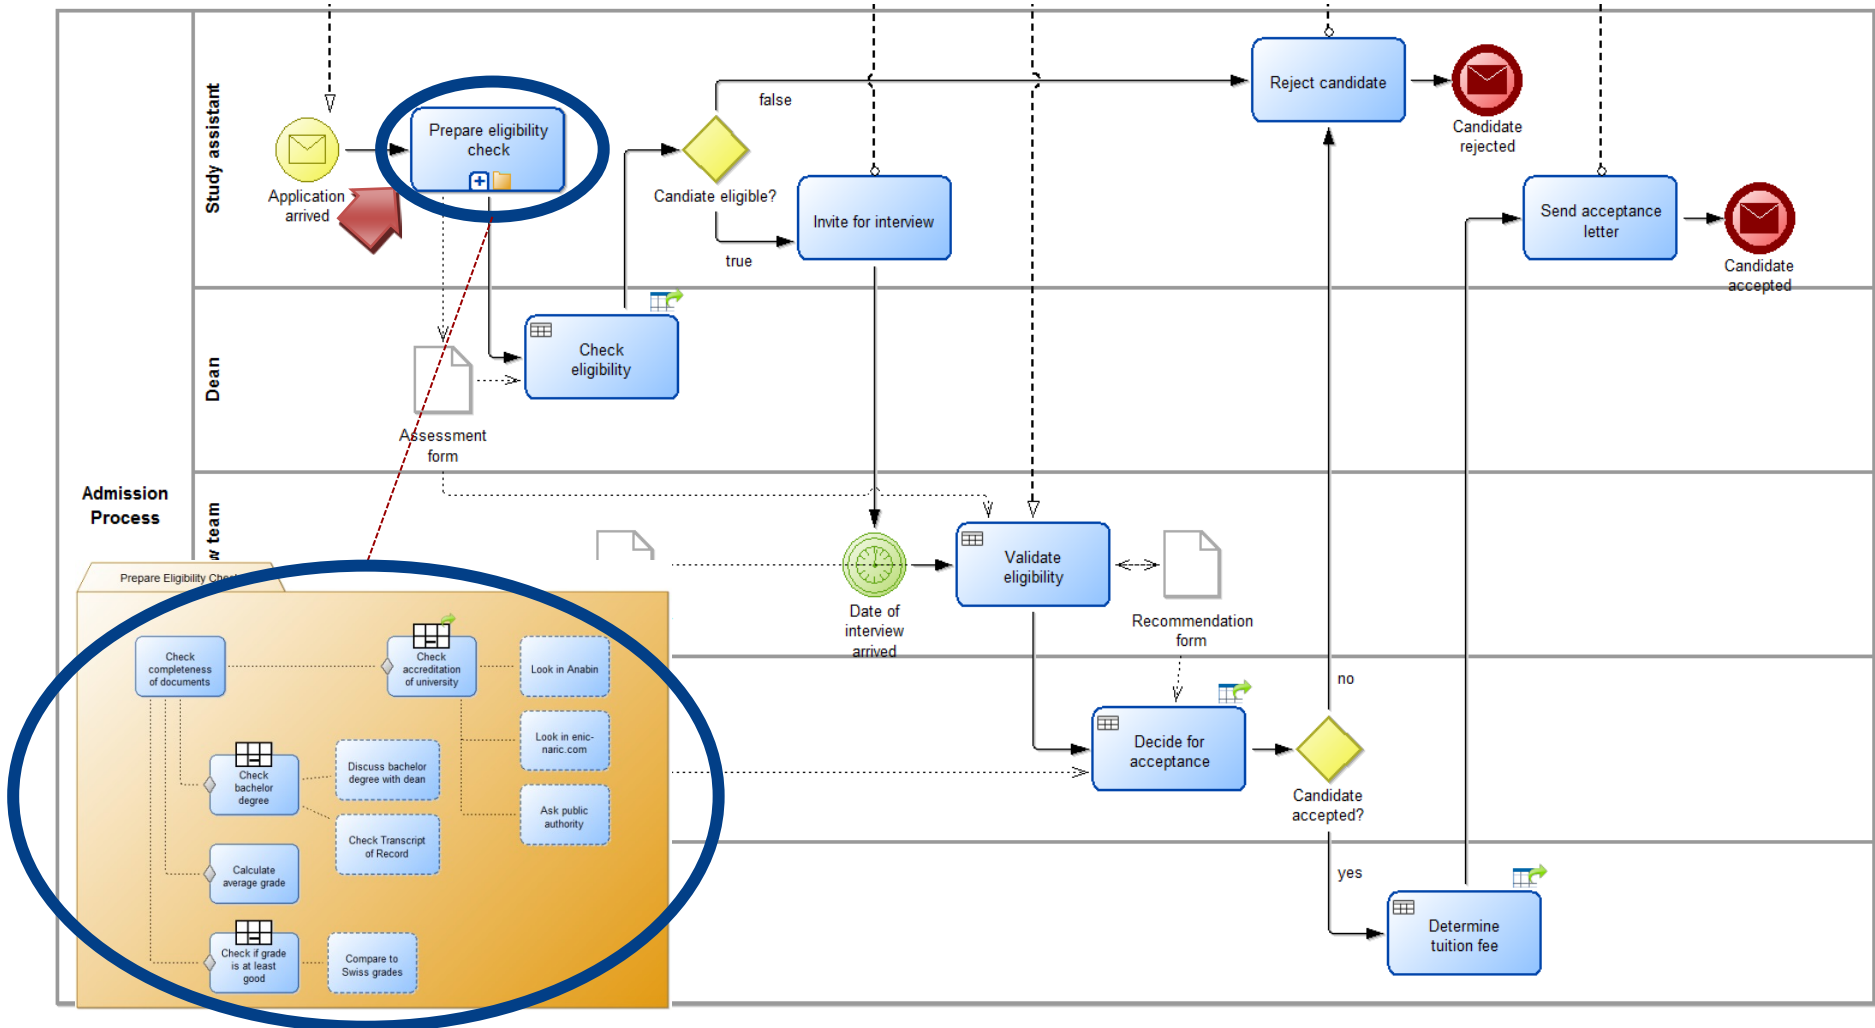 Admission
Process
Study assistant
Dean
w team
Application
arrived
Prepare eligibility
check
false
Candiate eligible?
true
Invite for interview
Reject candidate
Candidate
rejected
Send acceptance
letter
Candidate
accepted
Check
eligibility
Assessment
form
Date of
interview
arrived
Validate
eligibility
Recommendation
form
no
Decide for
acceptance
Candidate
accepted?
yes
Determine
tuition fee
Prepare Eligibility
Check
completeness
of documents
Check
accreditation
of university
Look in Anabin
Look in enic-
naric.com
Ask public
authority
Check
bachelor
degree
Discuss bachelor
degree with dean
Check Transcript
of Record
Calculate
average grade
Check if grade
is at least
good
Compare to
Swiss grades